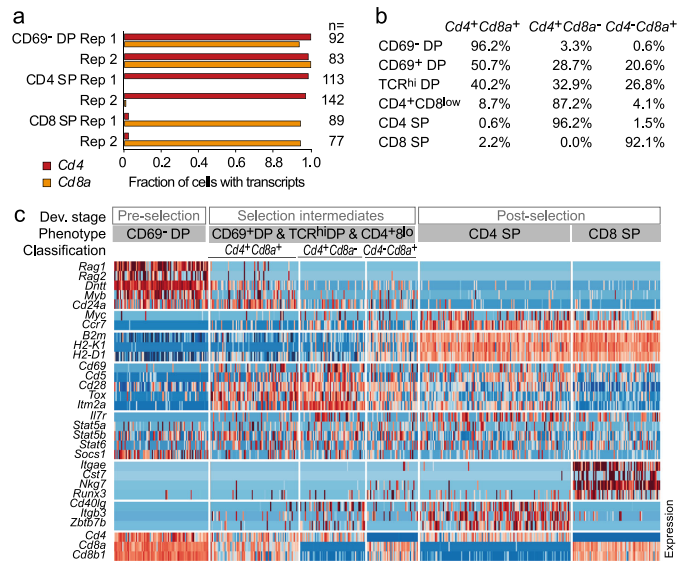 a
n=
CD69- DP Rep 1 92
Rep 2 83
CD4 SP Rep 1 113
Rep 2 142
CD8 SP Rep 1 89
Rep 2 77
0 0.2 0.6 1.0
Cd4
Cd8a
Fraction of cells with transcripts
b
Cd4+Cd8a+ Cd4+Cd8a- Cd4-Cd8a+
CD69- DP 96.2% 3.3% 0.6%
CD69+ DP 50.7% 28.7% 20.6%
TCRhi DP 40.2% 32.9% 26.8%
CD4+CD8low 8.7% 87.2% 4.1%
CD4 SP 0.6% 96.2% 1.5%
CD8 SP 2.2% 0.0% 92.1%
c
Dev. stage Pre-selection Selection intermediates Post-selection
Phenotype CD69- DP CD69+DP & TCRhiDP & CD4+8lo CD4 SP CD8 SP
Classification Cd4+Cd8a+ Cd4+Cd8a- Cd4-Cd8a+
Rag1
Rag2
Dntt
Myb
Cd24a
Myc
Ccr7
B2m
H2-K1
H2-D1
Cd69
Cd5
Cd28
Tox
Itm2a
Il7r
Stat5a
Stat5b
Stat6
Socs1
Itgae
Cst7
Nkg7
Runx3
Cd40lg
Itgb3
Zbtb7b
Cd4
Cd8a
Cd8b1
Expression